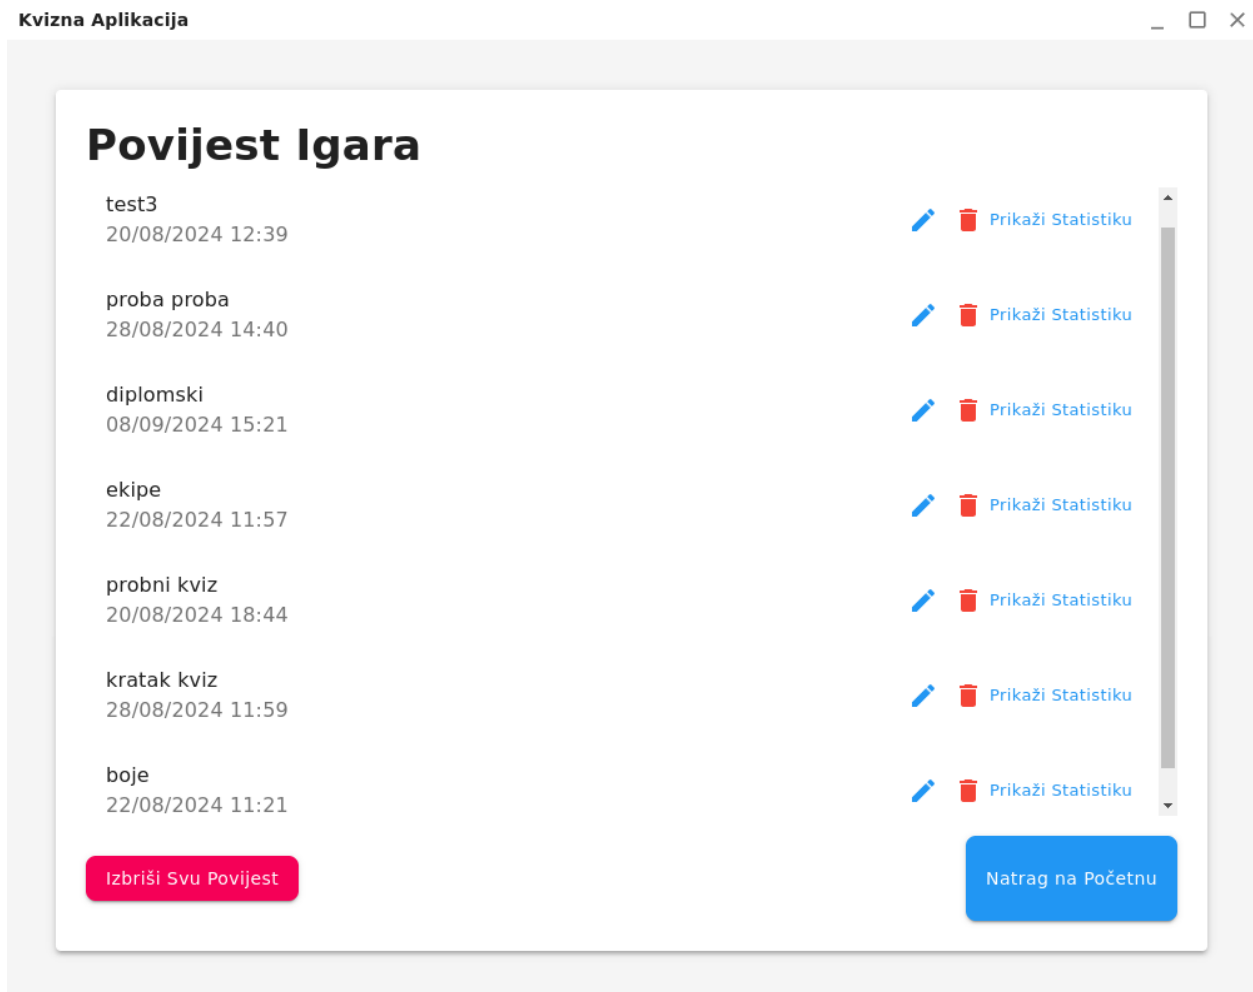 Kvizna Aplikacija
Povijest Igara
test3
20/08/2024 12:39
Prikaži Statistiku
proba proba
28/08/2024 14:40
Prikaži Statistiku
diplomski
08/09/2024 15:21
Prikaži Statistiku
ekipe
22/08/2024 11:57
Prikaži Statistiku
probni kviz
20/08/2024 18:44
Prikaži Statistiku
kratak kviz
28/08/2024 11:59
Prikaži Statistiku
boje
22/08/2024 11:21
Prikaži Statistiku
Izbriši Svu Povijest
Natrag na Početnu